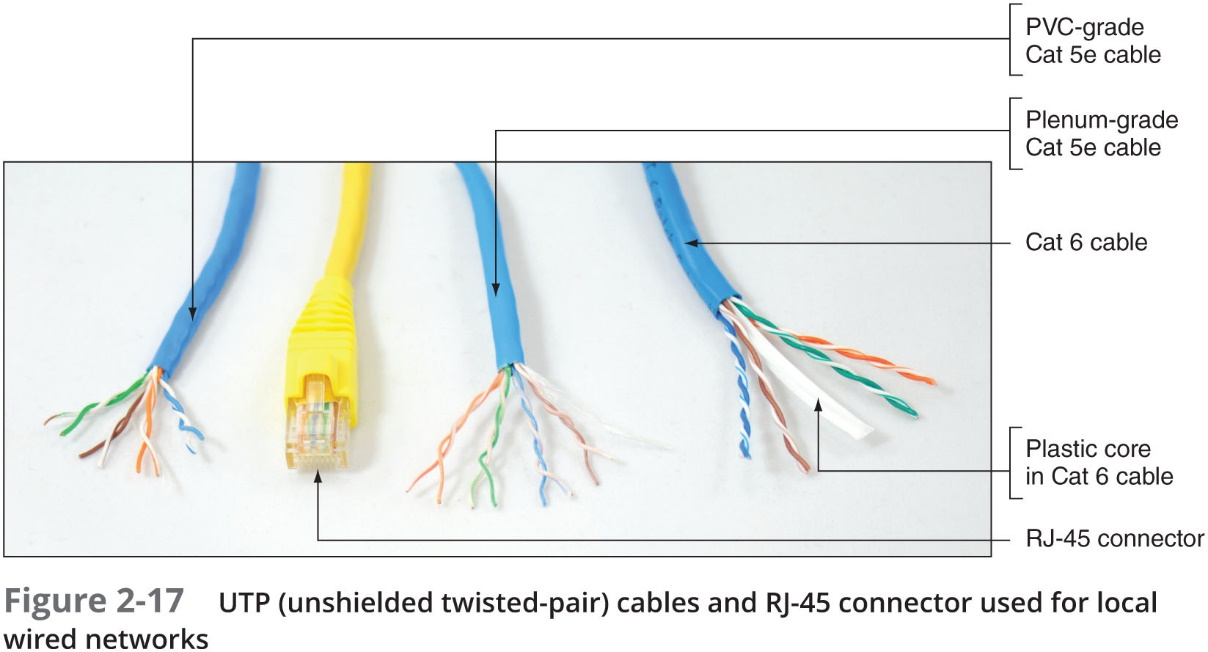 PVC-grade
Cat 5e cable
Plenum-grade
Cat 5e cable
Cat 6 cable
Plastic core
in Cat 6 cable
RJ-45 connector
Figure 2-17 UTP (unshielded twisted-pair) cables and RJ-45 connector used for local
wired networks